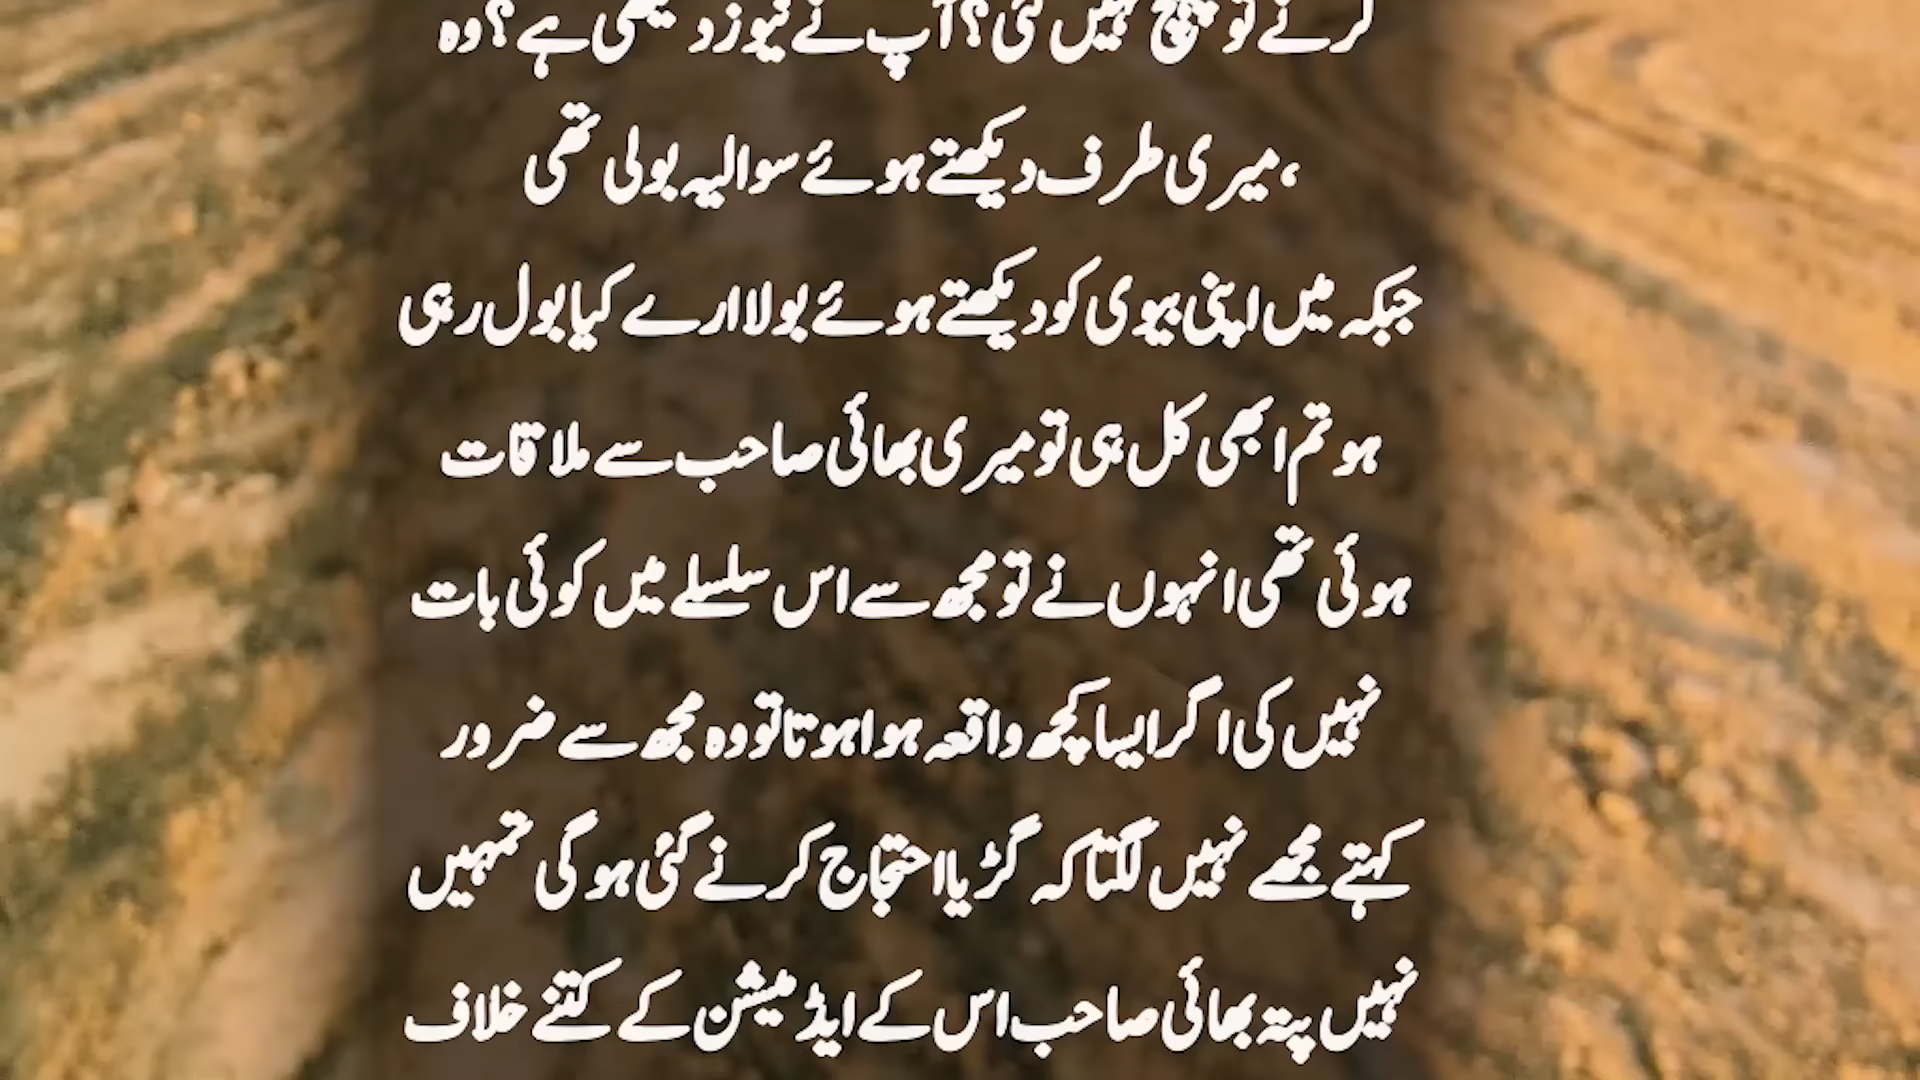 کرنے تو پہنچ نہیں گئی؟ آپ نے نیوز دیکھی ہے؟ وہ
،میری طرف دیکھتے ہوئے سوالیہ بولی تھی
جبکہ میں اپنی بیوی کو دیکھتے ہوئے بولا ارے کیا بول رہی
ہو تم ابھی کل ہی تو میری بھائی صاحب سے ملاقات
ہوئی تھی انہوں نے تو مجھ سے اس سلسلے میں کوئی بات
نہیں کی اگر ایسا کچھ واقعہ ہوا ہوتا تو وہ مجھ سے ضرور
کہتے مجھے نہیں لگتا کہ گڑیا احتجاج کرنے گئی ہو گی تمہیں
نہیں پتہ بھائی صاحب اس کے ایڈمیشن کے کتنے خلاف